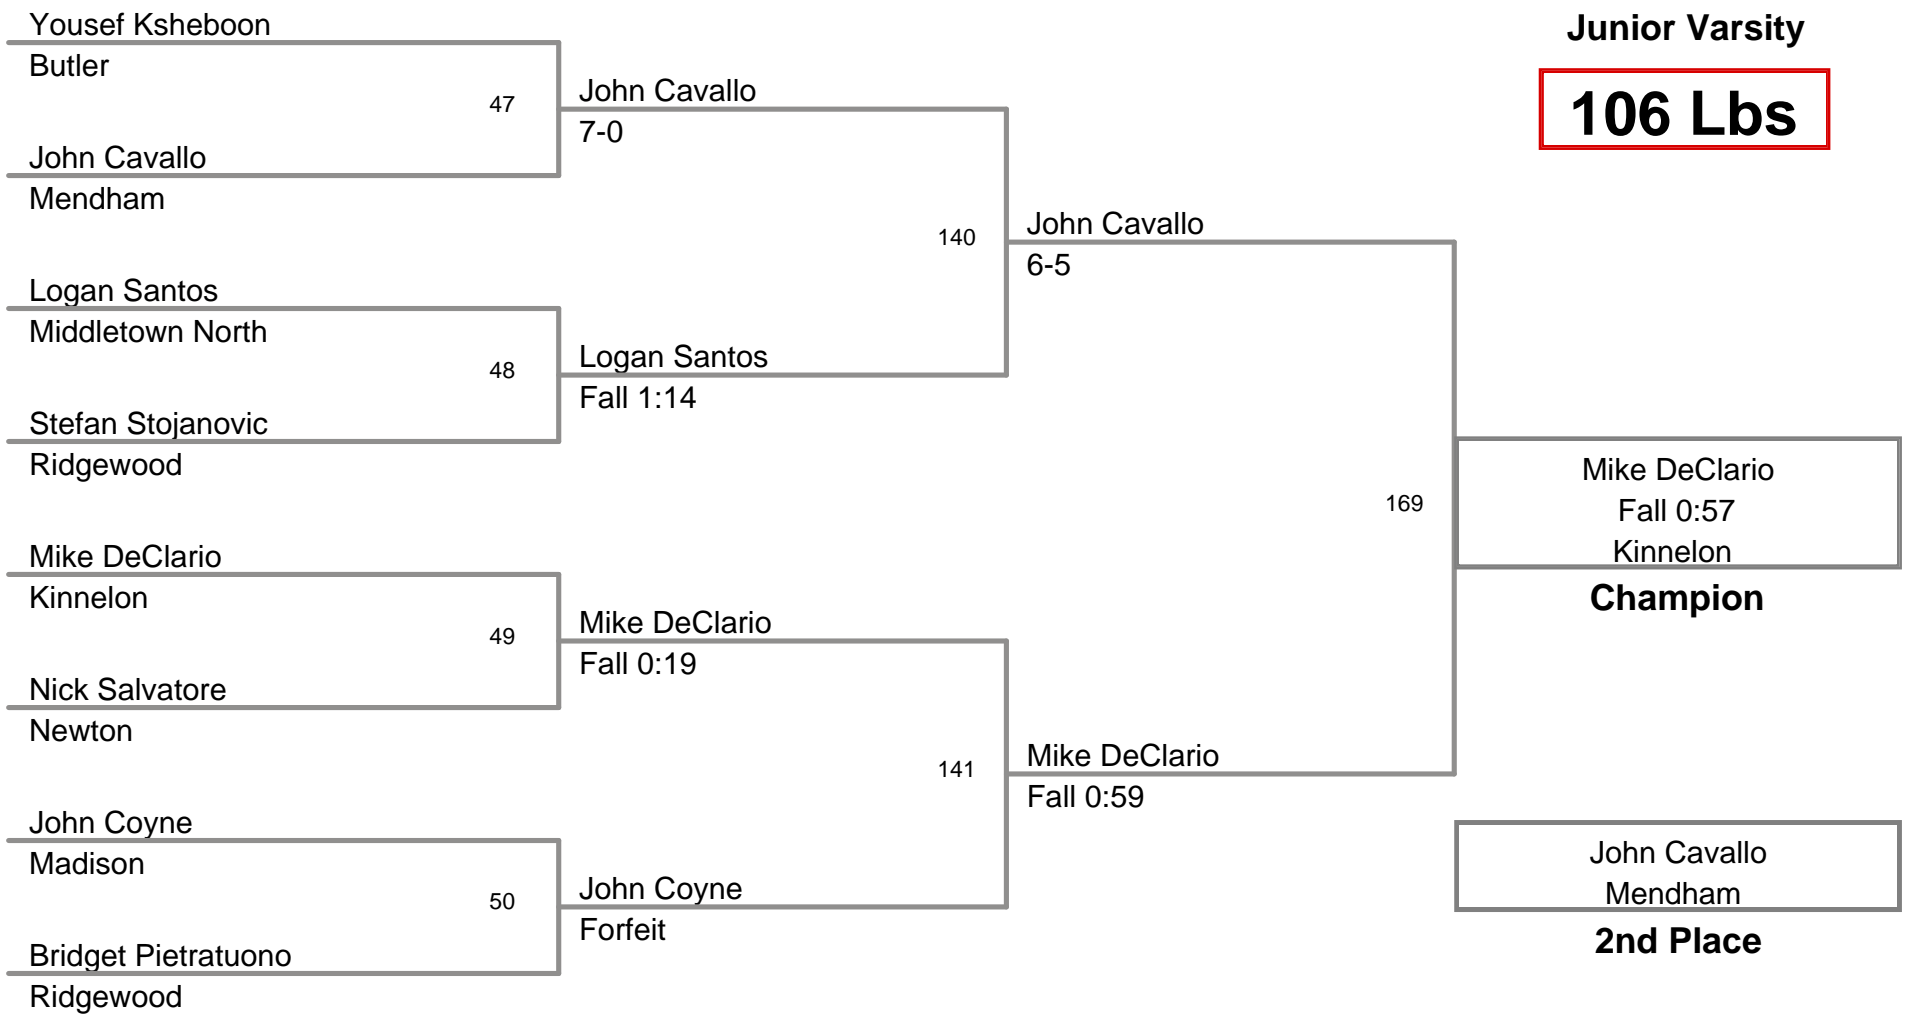 Yousef Ksheboon
Butler
47
John Cavallo
Mendham
John Cavallo
7-0
Logan Santos
Middletown North
48
Stefan Stojanovic
Ridgewood
Logan Santos
Fall 1:14
140
John Cavallo
6-5
Mike DeClario
Kinnelon
49
Nick Salvatore
Newton
Mike DeClario
Fall 0:19
John Coyne
Madison
50
Bridget Pietratuono
Ridgewood
John Coyne
Forfeit
141
Mike DeClario
Fall 0:59
169
Junior Varsity
106 Lbs
Mike DeClario
Fall 0:57
Kinnelon
Champion
John Cavallo
Mendham
2nd Place